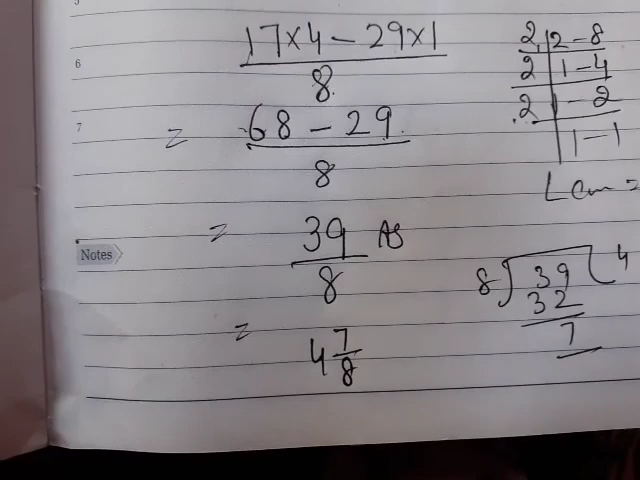 17×4 - 29×1
8
= 68 - 29
8
= 39
8
= 4 7/8
2 2 - 8
2 1 - 4
2 1 - 2
1 - 1
Lcm =
8 ) 39 ( 4
32
7
6
7
Notes